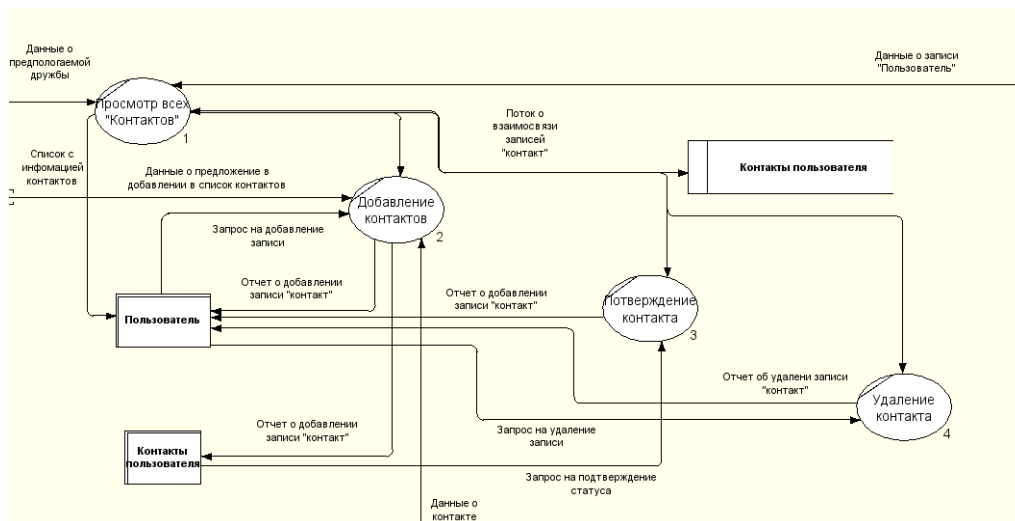 Данные о
предпологаемой
дружбы
Данные о записи
"Пользователь"
Просмотр всех
"Контактов"
1
Поток о
взаимосвязи
записей
"контакт"
Список с
инфомацией
контактов
Данные о предложение в
добавлении в список контактов
Контакты пользователя
Добавление
контактов
2
Запрос на добавление
записи
Отчет о добавлении
записи "контакт"
Отчет о добавлении
записи "контакт"
Потверждение
контакта
3
Пользователь
Отчет об удалени записи
"контакт"
Удаление
контакта
4
Отчет о добавлении
записи "контакт"
Запрос на удаление
записи
Контакты
пользователя
Запрос на подтверждение
статуса
Данные о
контакте